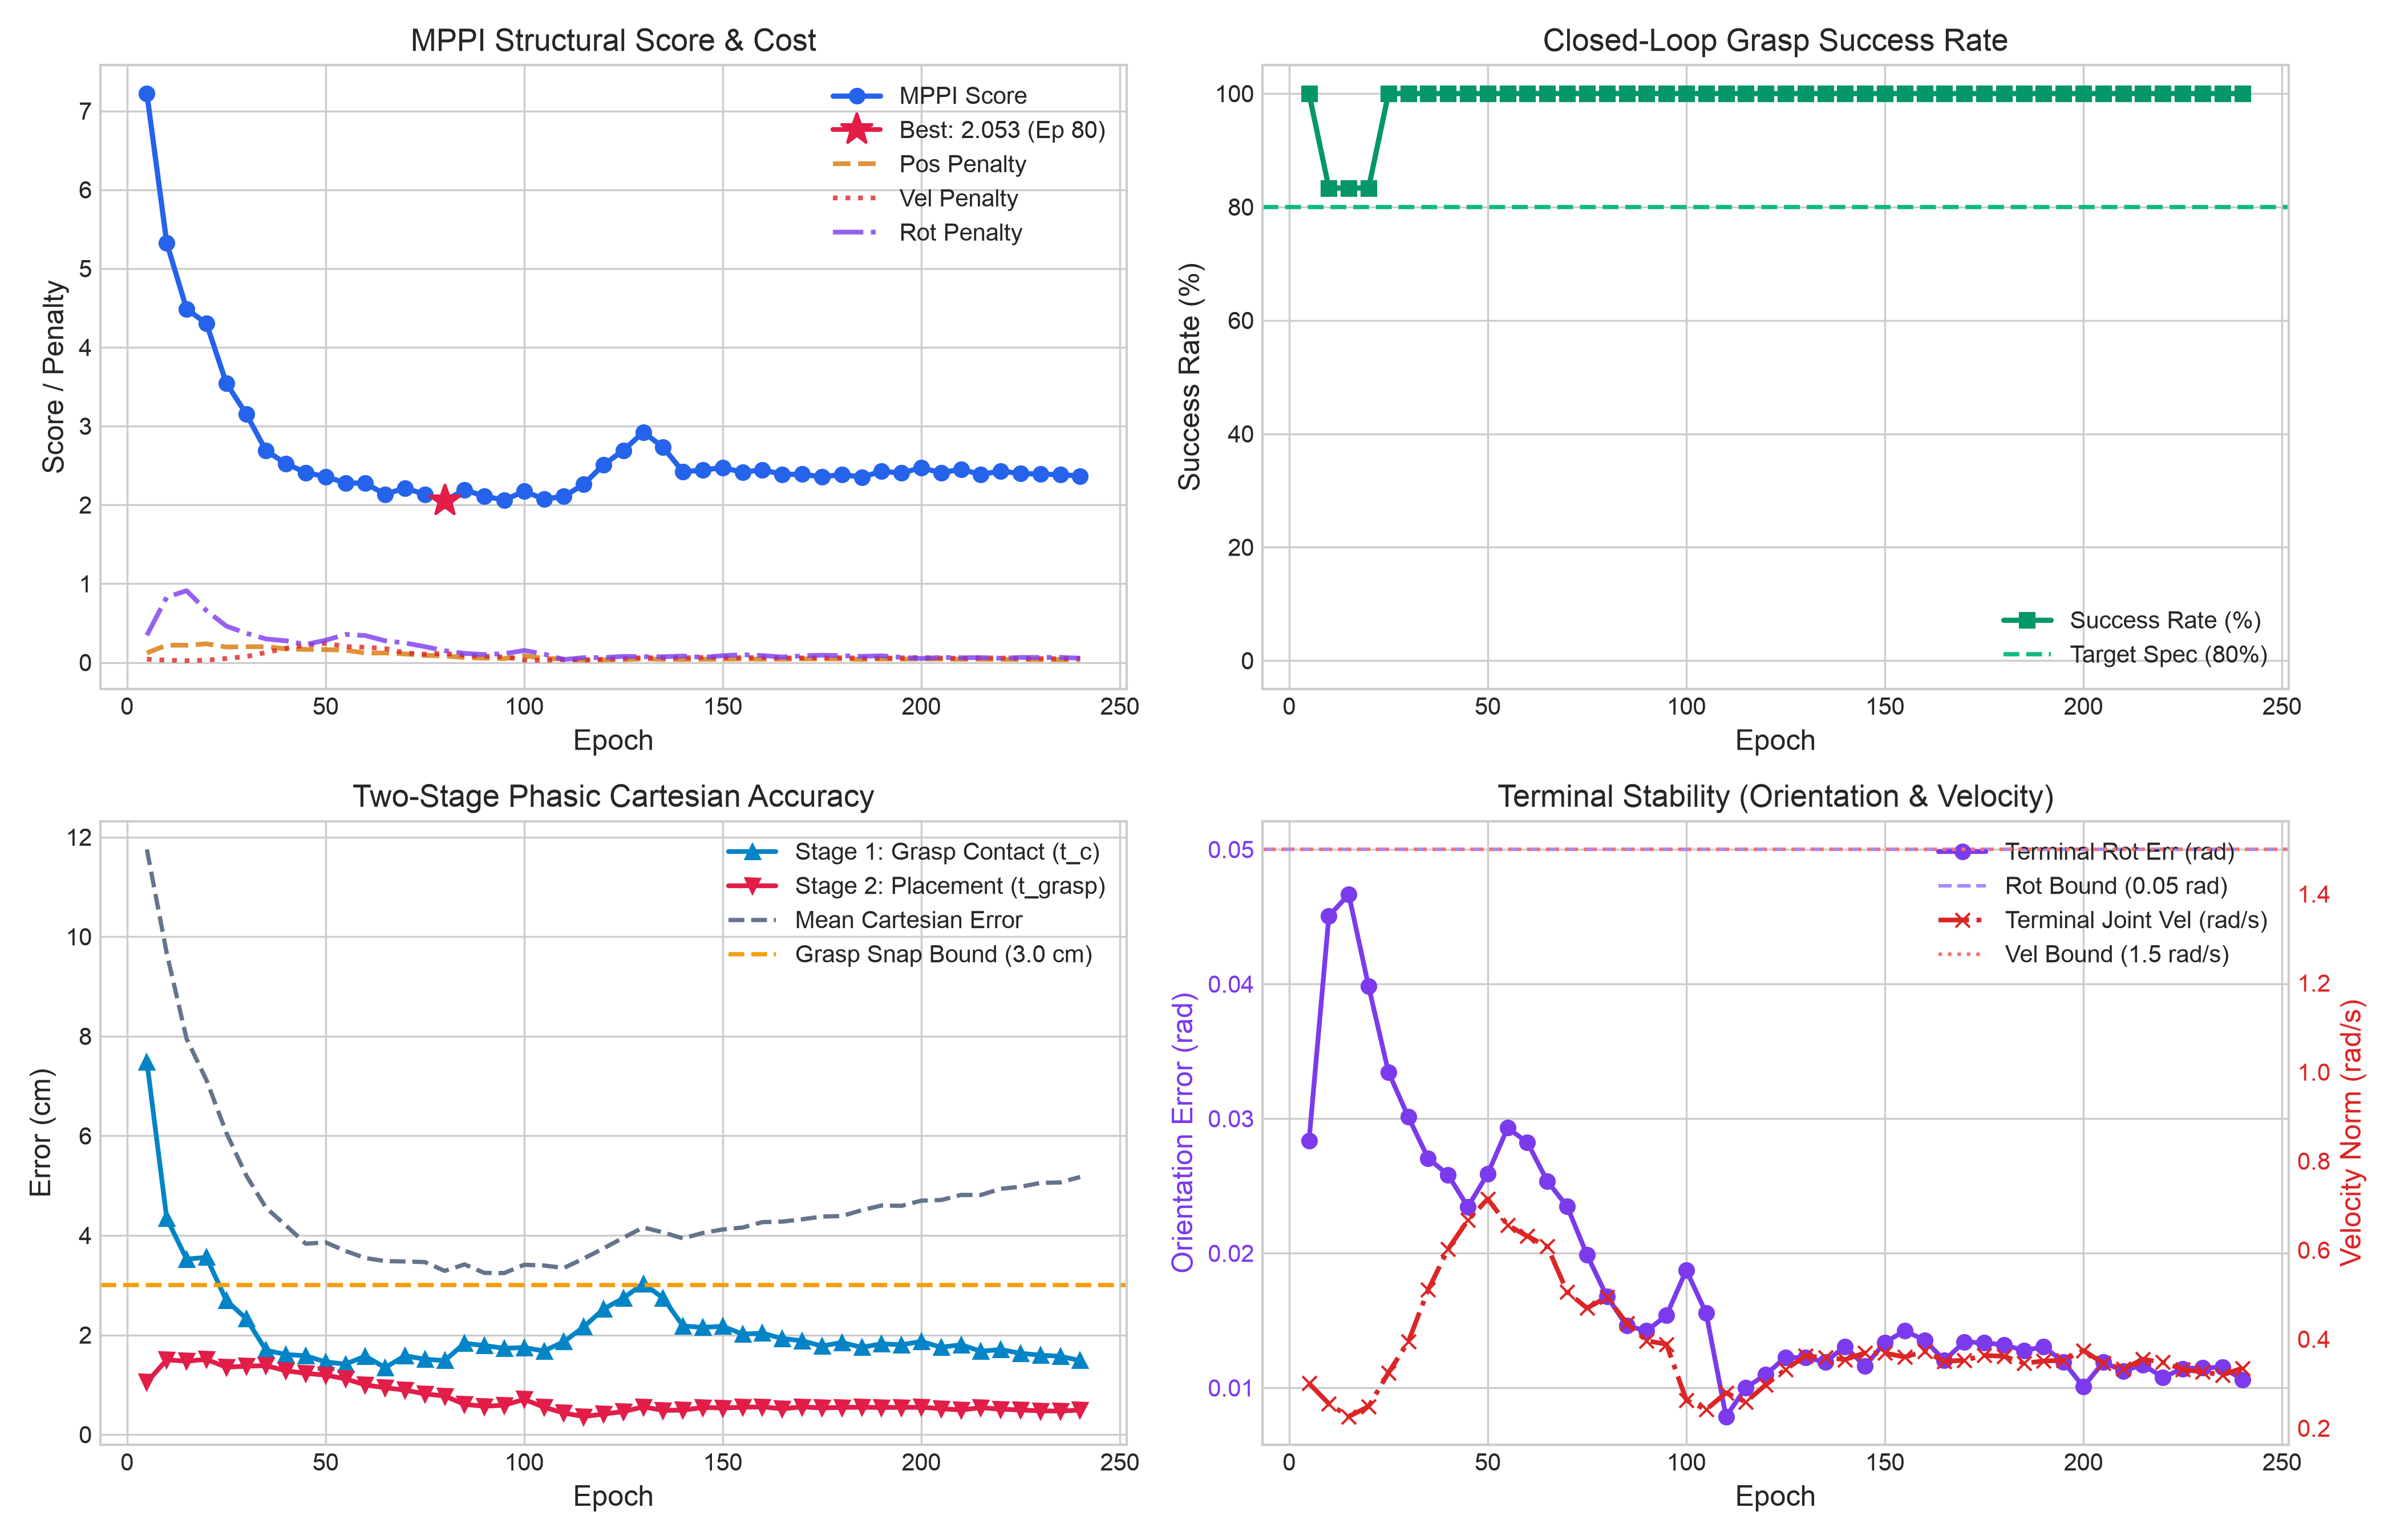 MPPI Structural Score & Cost
Score / Penalty
7
6
5
4
3
2
1
0
MPPI Score
Best: 2.053 (Ep 80)
Pos Penalty
Vel Penalty
Rot Penalty
0 50 100 150 200 250
Epoch
Closed-Loop Grasp Success Rate
Success Rate (%)
100
80
60
40
20
0
Success Rate (%)
Target Spec (80%)
0 50 100 150 200 250
Epoch
Two-Stage Phasic Cartesian Accuracy
Error (cm)
12
10
8
6
4
2
0
Stage 1: Grasp Contact (t_c)
Stage 2: Placement (t_grasp)
Mean Cartesian Error
Grasp Snap Bound (3.0 cm)
0 50 100 150 200 250
Epoch
Terminal Stability (Orientation & Velocity)
Orientation Error (rad)
0.05
0.04
0.03
0.02
0.01
Terminal Rot Err (rad)
Rot Bound (0.05 rad)
Terminal Joint Vel (rad/s)
Vel Bound (1.5 rad/s)
1.4
1.2
1.0
0.8
0.6
0.4
0.2
Velocity Norm (rad/s)
0 50 100 150 200 250
Epoch